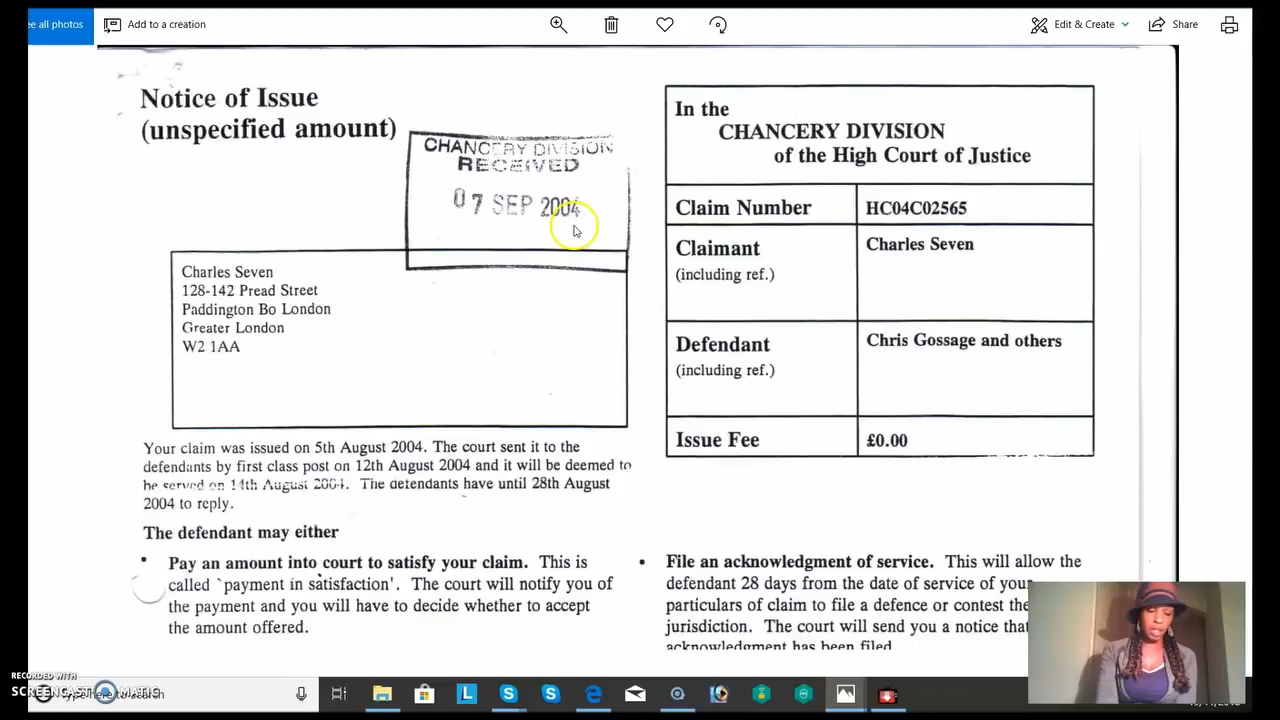 ee all photos
Add to a creation
Edit & Create
Share
Notice of Issue
(unspecified amount)
CHANCERY DIVISION
RECEIVED
07 SEP 2004
Charles Seven
128-142 Pread Street
Paddington Bo London
Greater London
W2 1AA
In the
CHANCERY DIVISION
of the High Court of Justice
Claim Number
HC04C02565
Claimant
(including ref.)
Charles Seven
Defendant
(including ref.)
Chris Gossage and others
Issue Fee
£0.00
Your claim was issued on 5th August 2004. The court sent it to the
defendants by first class post on 12th August 2004 and it will be deemed to
be served on 14th August 2004. The defendants have until 28th August
2004 to reply.
The defendant may either
• Pay an amount into court to satisfy your claim. This is
called `payment in satisfaction'. The court will notify you of
the payment and you will have to decide whether to accept
the amount offered.
• File an acknowledgment of service. This will allow the
defendant 28 days from the date of service of your
particulars of claim to file a defence or contest the
jurisdiction. The court will send you a notice that
acknowledgment has been filed
RECORDED WITH
SCREENCAST MATIC
Type here to search